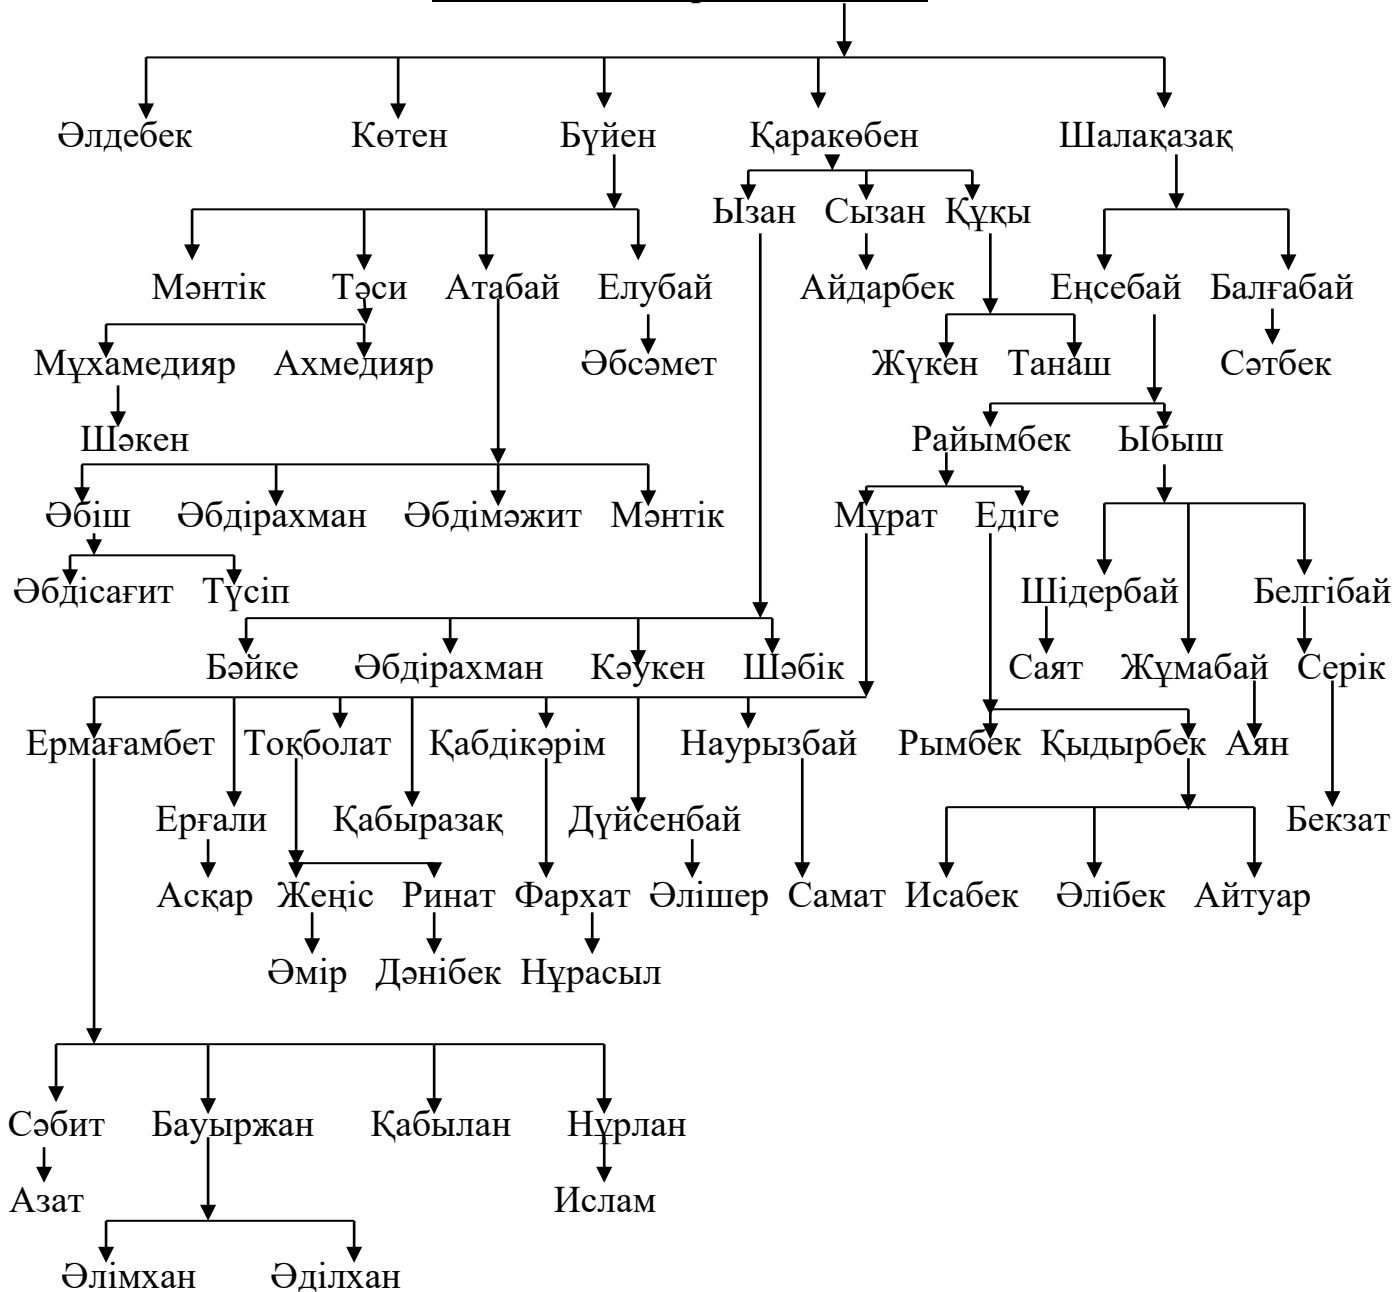 Әлдебек Көтен Бүйен Қаракөбен Шалақазақ
Ызан Сызан Құқы
Мәнтік Тәси Атабай Елубай Айдарбек Еңсебай Балғабай
Мұхамедияр Ахмедияр Әбсәмет Жүкен Танаш Сәтбек
Шәкен Райымбек Ыбыш
Әбіш Әбдірахман Әбдімәжит Мәнтік Мұрат Едіге
Әбдісағит Түсіп Шідербай Белгібай
Бәйке Әбдірахман Кәукен Шәбік Саят Жұмабай Серік
Ермағамбет Тоқболат Қабдікәрім Наурызбай Рымбек Қыдырбек Аян
Ерғали Қабыразақ Дүйсенбай Бекзат
Асқар Жеңіс Ринат Фархат Әлішер Самат Исабек Әлібек Айтуар
Әмір Дәнібек Нұрасыл
Сәбит Бауыржан Қабылан Нұрлан
Азат Ислам
Әлімхан Әділхан